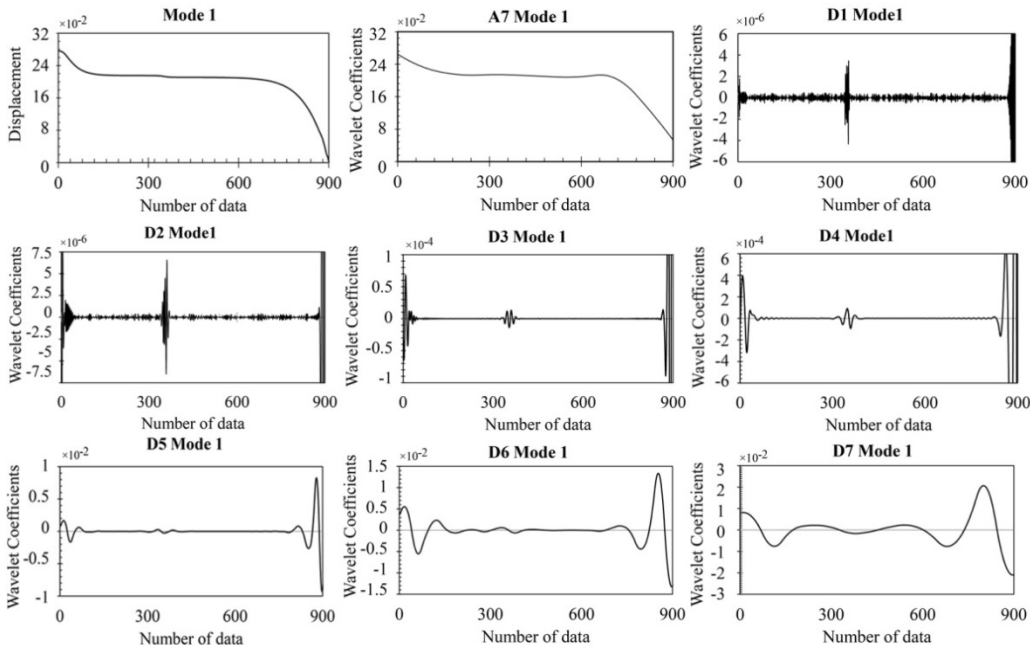 Mode 1
×10⁻²
32
24
16
8
0
Displacement
0 300 600 900
Number of data
A7 Mode 1
×10⁻²
32
24
16
8
0
Wavelet Coefficients
0 300 600 900
Number of data
D1 Mode1
×10⁻⁶
6
4
2
0
-2
-4
-6
Wavelet Coefficients
0 300 600 900
Number of data
D2 Mode1
×10⁻⁶
7.5
5
2.5
0
-2.5
-5
-7.5
Wavelet Coefficients
0 300 600 900
Number of data
D3 Mode 1
×10⁻⁴
1
0.5
0
-0.5
-1
Wavelet Coefficients
0 300 600 900
Number of data
D4 Mode1
×10⁻⁴
6
4
2
0
-2
-4
-6
Wavelet Coefficients
0 300 600 900
Number of data
D5 Mode 1
×10⁻²
1
0.5
0
-0.5
-1
Wavelet Coefficients
0 300 600 900
Number of data
D6 Mode 1
×10⁻²
1.5
1
0.5
0
-0.5
-1
-1.5
Wavelet Coefficients
0 300 600 900
Number of data
D7 Mode 1
×10⁻²
3
2
1
0
-1
-2
-3
Wavelet Coefficients
0 300 600 900
Number of data